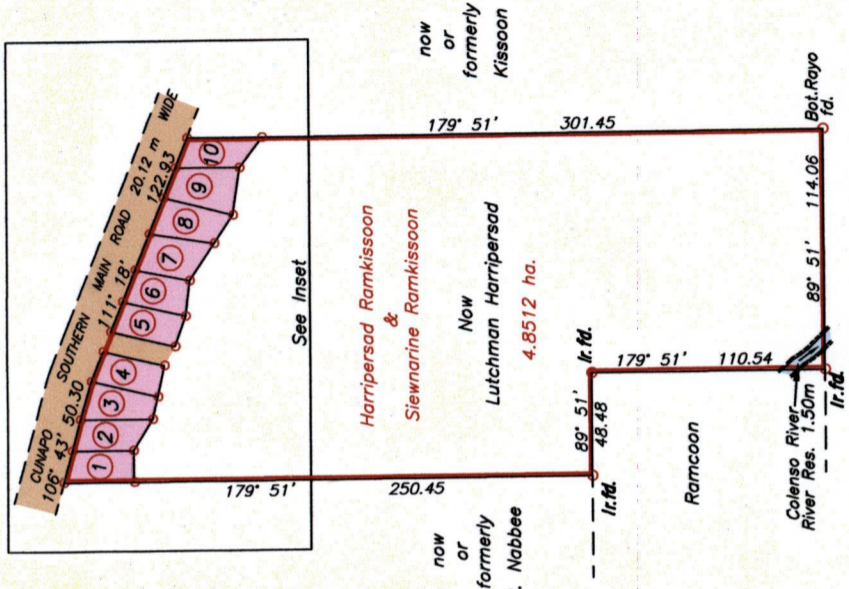 CUNAPO SOUTHERN MAIN ROAD 20.12 m WIDE
106° 43' 50.30
111° 18' 122.93
1
2
3
4
5
6
7
8
9
10
See Inset
now
or
formerly
Kissoon
179° 51' 301.45
Harripersad Ramkissoon
&
Siewnarine Ramkissoon
Now
Lutchman Harripersad
4.8512 ha.
179° 51' 250.45
now
or
formerly
. Nabbee
89° 51'
48.48
Ir.fd.
Ir.fd.
179° 51' 110.54
Ramcoon
Colenso River
River Res. 1.50m
Ir.fd.
89° 51' 114.06
Bot.Rayo
fd.